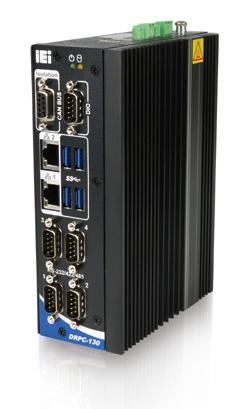 iEi
Isolation
CAN BUS
DIO
2
1
SS
3
4
RS-232/422/485
1
2
DRPC-130